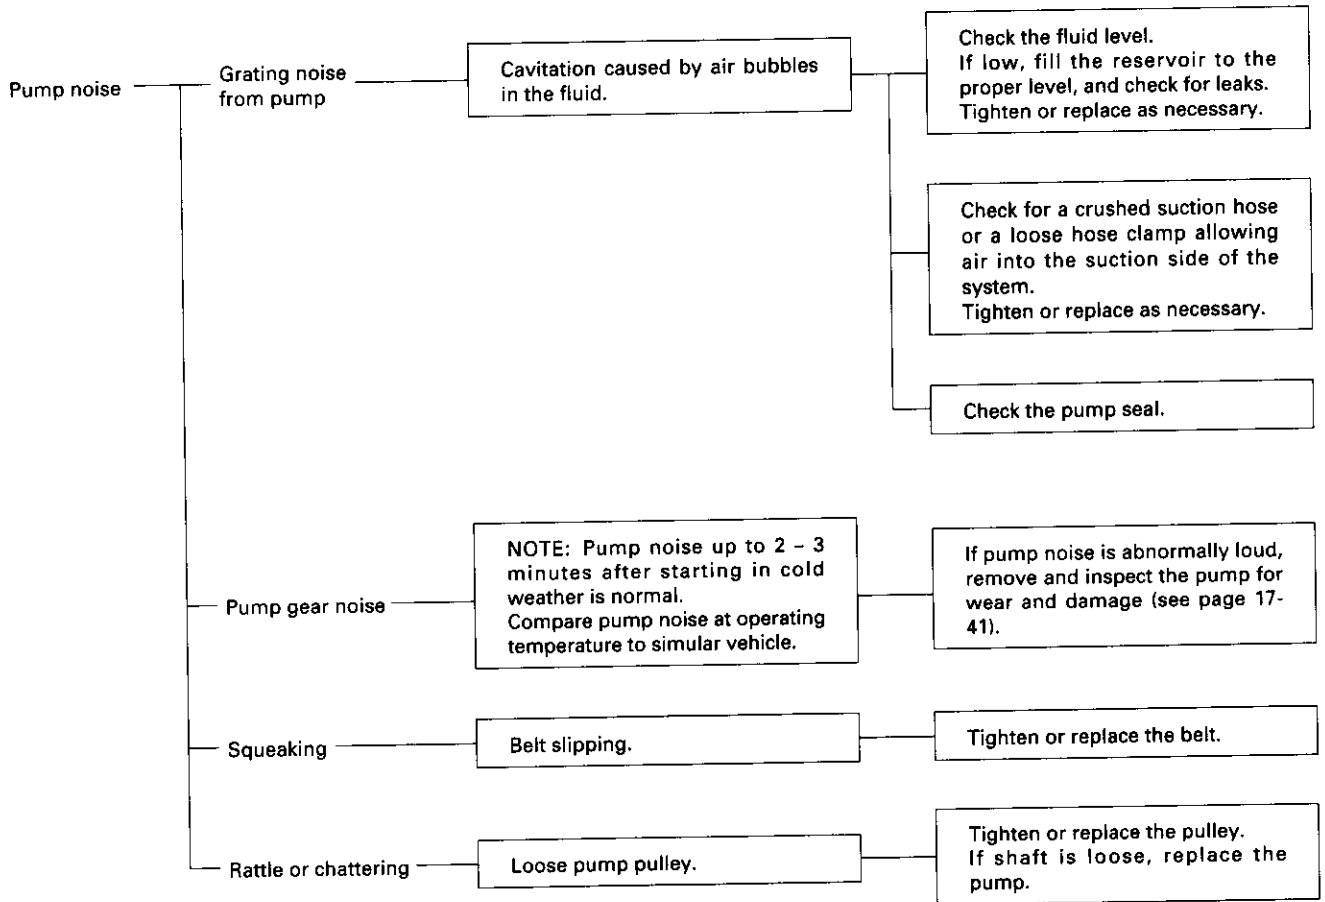 Pump noise
Grating noise
from pump
Cavitation caused by air bubbles
in the fluid.
Check the fluid level.
If low, fill the reservoir to the
proper level, and check for leaks.
Tighten or replace as necessary.
Check for a crushed suction hose
or a loose hose clamp allowing
air into the suction side of the
system.
Tighten or replace as necessary.
Check the pump seal.
Pump gear noise
NOTE: Pump noise up to 2 – 3
minutes after starting in cold
weather is normal.
Compare pump noise at operating
temperature to simular vehicle.
If pump noise is abnormally loud,
remove and inspect the pump for
wear and damage (see page 17-
41).
Squeaking
Belt slipping.
Tighten or replace the belt.
Rattle or chattering
Loose pump pulley.
Tighten or replace the pulley.
If shaft is loose, replace the
pump.